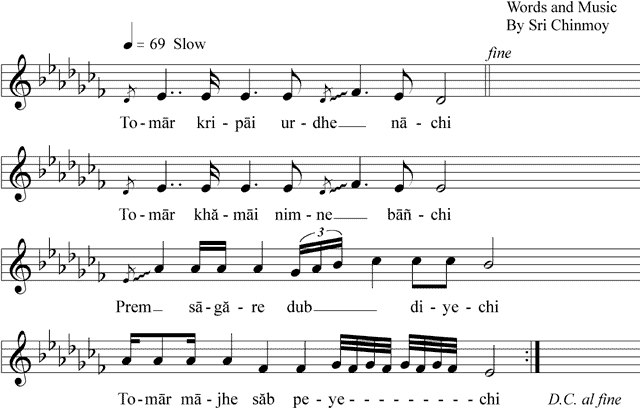 Words and Music
By Sri Chinmoy
= 69 Slow
fine
To-mār kri-pāi ur-dhe nā-chi
To-mār khă-māi nim-ne bāñ-chi
3
Prem sā-gă-re dub di-ye-chi
To-mār mā-jhe săb pe-ye- - - - - - - - - - chi
D.C. al fine